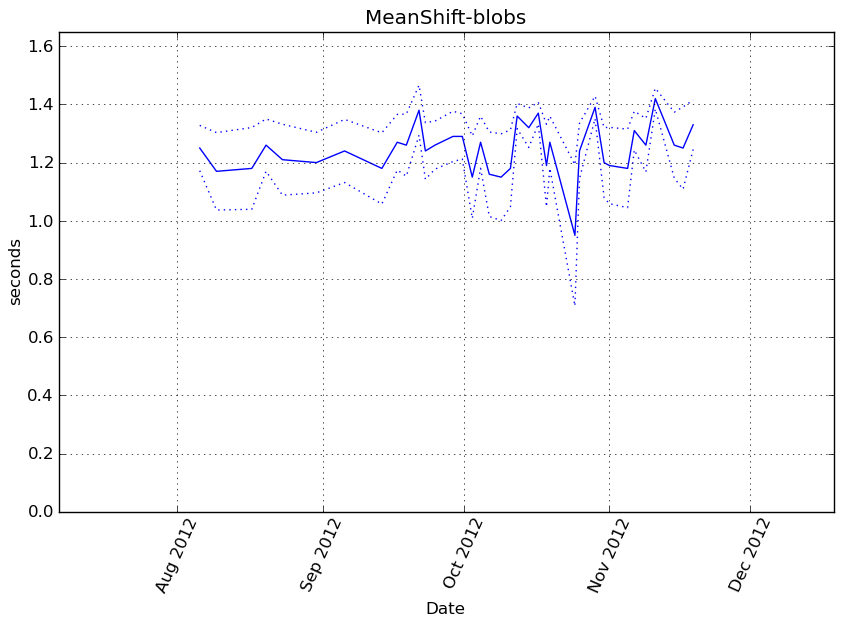 MeanShift-blobs
1.6
1.4
1.2
1.0
0.8
0.6
0.4
0.2
0.0
seconds
Aug 2012
Sep 2012
Oct 2012
Nov 2012
Dec 2012
Date